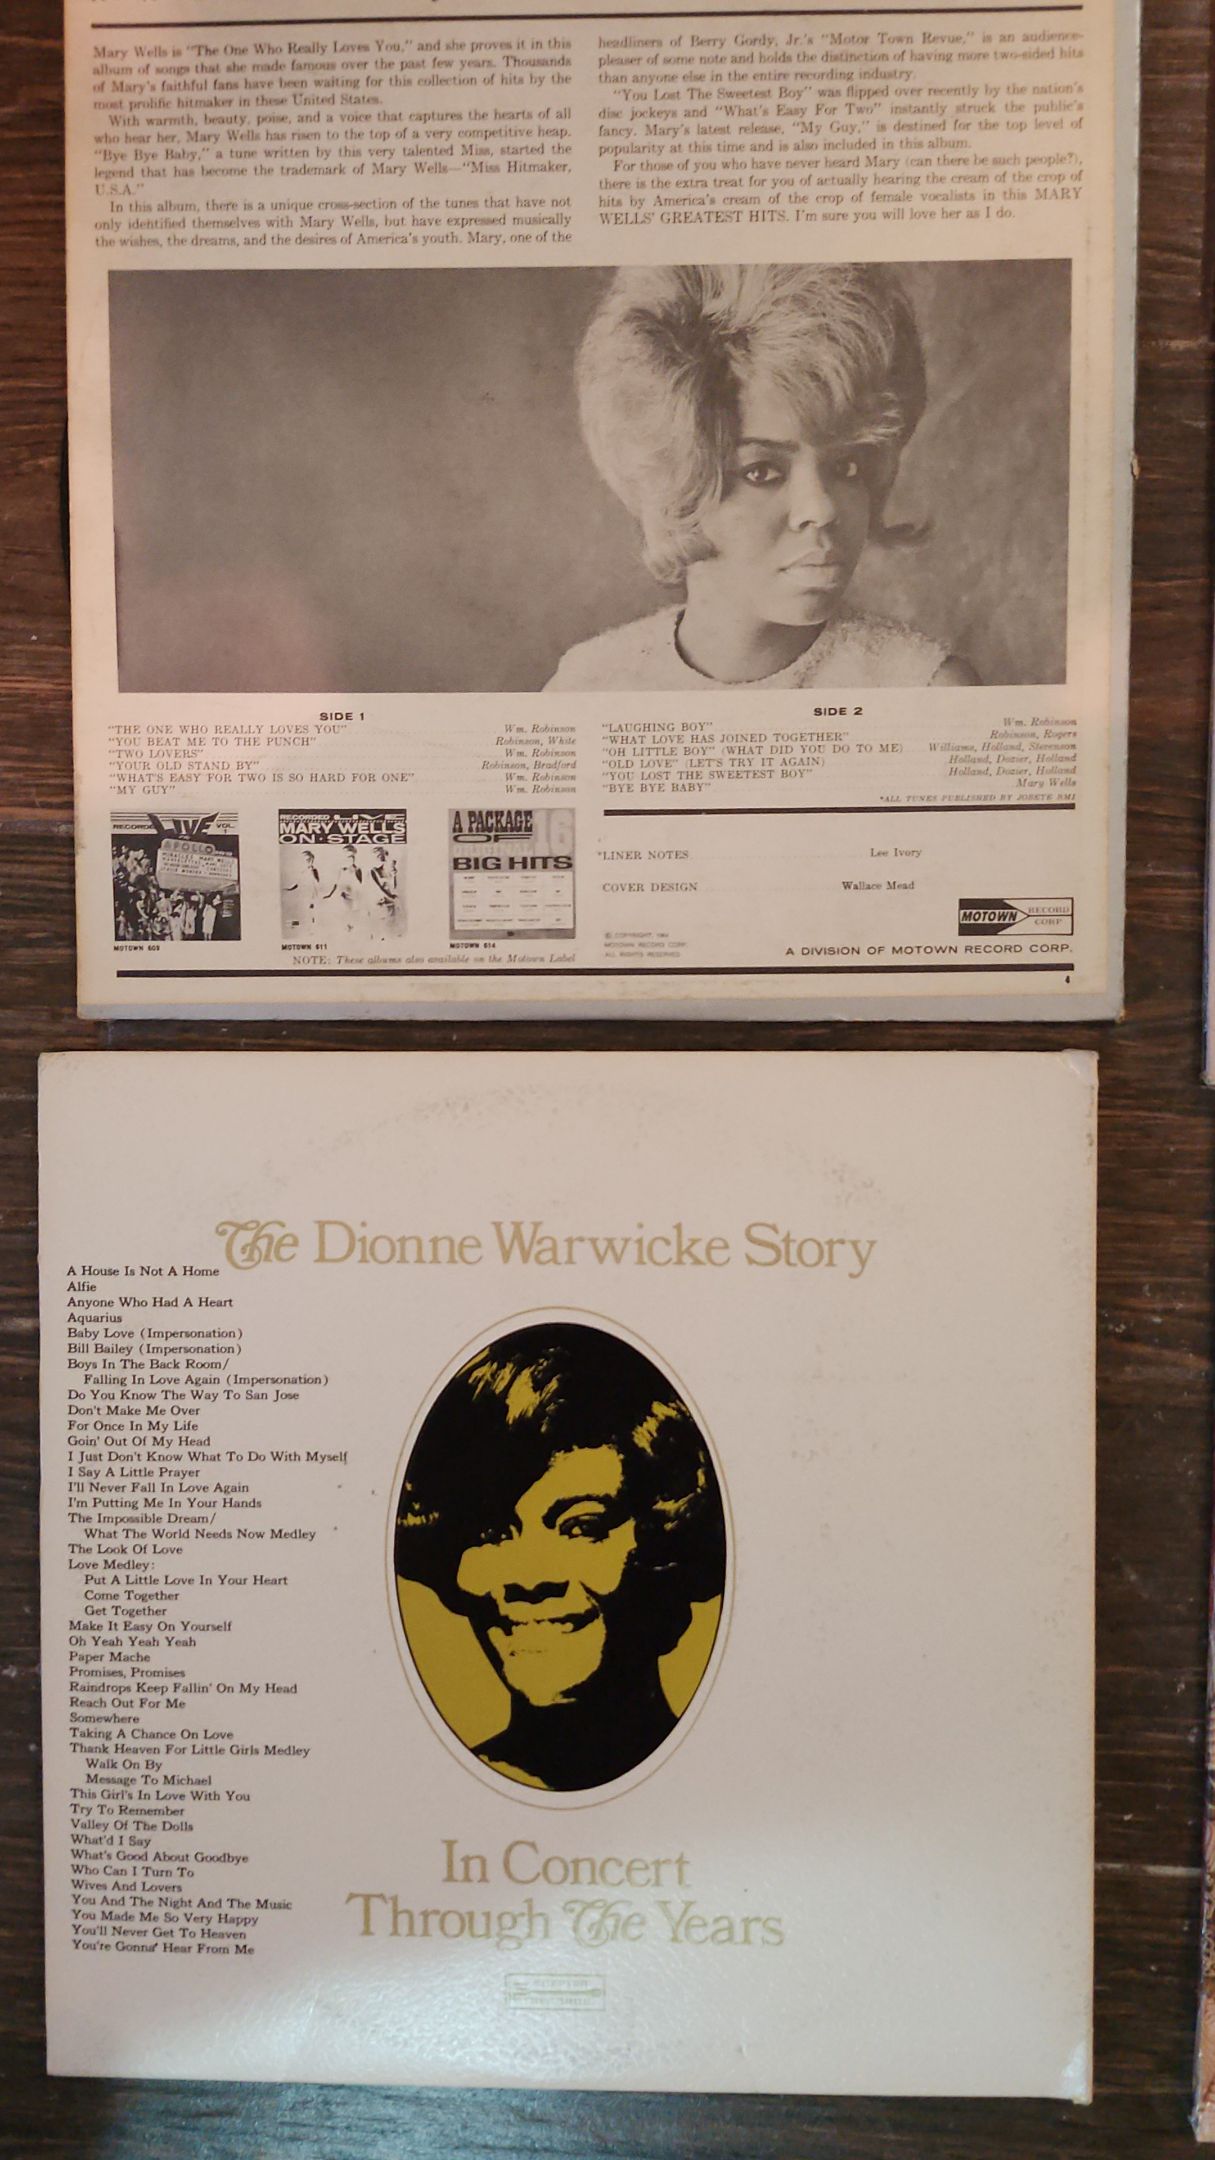 Mary Wells is "The One Who Really Loves You," and she proves it in this
album of songs that she made famous over the past few years. Thousands
of Mary's faithful fans have been waiting for this collection of hits by the
most prolific hitmaker in these United States.
With warmth, beauty, poise, and a voice that captures the hearts of all
who hear her, Mary Wells has risen to the top of a very competitive heap.
"Bye Bye Baby," a tune written by this very talented Miss, started the
legend that has become the trademark of Mary Wells—"Miss Hitmaker,
U.S.A."
In this album, there is a unique cross-section of the tunes that have not
only identified themselves with Mary Wells, but have expressed musically
the wishes, the dreams, and the desires of America's youth. Mary, one of the
headliners of Berry Gordy, Jr.'s "Motor Town Revue," is an audience-
pleaser of some note and holds the distinction of having more two-sided hits
than anyone else in the entire recording industry.
"You Lost The Sweetest Boy" was flipped over recently by the nation's
disc jockeys and "What's Easy For Two" instantly struck the public's
fancy. Mary's latest release, "My Guy," is destined for the top level of
popularity at this time and is also included in this album.
For those of you who have never heard Mary (can there be such people?),
there is the extra treat for you of actually hearing the cream of the crop of
hits by America's cream of the crop of female vocalists in this MARY
WELLS' GREATEST HITS. I'm sure you will love her as I do.
SIDE 1
"THE ONE WHO REALLY LOVES YOU" Wm. Robinson
"YOU BEAT ME TO THE PUNCH" Robinson, White
"TWO LOVERS" Wm. Robinson
"YOUR OLD STAND BY" Robinson, Bradford
"WHAT'S EASY FOR TWO IS SO HARD FOR ONE" Wm. Robinson
"MY GUY" Wm. Robinson
SIDE 2
"LAUGHING BOY" Wm. Robinson
"WHAT LOVE HAS JOINED TOGETHER" Robinson, Rogers
"OH LITTLE BOY" (WHAT DID YOU DO TO ME) Williams, Holland, Stevenson
"OLD LOVE" (LET'S TRY IT AGAIN) Holland, Dozier, Holland
"YOU LOST THE SWEETEST BOY" Holland, Dozier, Holland
"BYE BYE BABY" Mary Wells
*ALL TUNES PUBLISHED BY JOBETE BMI
RECORDED LIVE VOL. 1
APOLLO
MOTOWN 609
RECORDED
MARY WELLS
ON STAGE
MOTOWN 611
A PACKAGE
OF 16
ORIGINAL
BIG HITS
MOTOWN 614
NOTE: These albums also available on the Motown Label
*LINER NOTES Lee Ivory
COVER DESIGN Wallace Mead
© COPYRIGHT, 1964
MOTOWN RECORD CORP.
ALL RIGHTS RESERVED
MOTOWN RECORD CORP
A DIVISION OF MOTOWN RECORD CORP.
4
The Dionne Warwicke Story
A House Is Not A Home
Alfie
Anyone Who Had A Heart
Aquarius
Baby Love (Impersonation)
Bill Bailey (Impersonation)
Boys In The Back Room/
Falling In Love Again (Impersonation)
Do You Know The Way To San Jose
Don't Make Me Over
For Once In My Life
Goin' Out Of My Head
I Just Don't Know What To Do With Myself
I Say A Little Prayer
I'll Never Fall In Love Again
I'm Putting Me In Your Hands
The Impossible Dream/
What The World Needs Now Medley
The Look Of Love
Love Medley:
Put A Little Love In Your Heart
Come Together
Get Together
Make It Easy On Yourself
Oh Yeah Yeah Yeah
Paper Mache
Promises, Promises
Raindrops Keep Fallin' On My Head
Reach Out For Me
Somewhere
Taking A Chance On Love
Thank Heaven For Little Girls Medley
Walk On By
Message To Michael
This Girl's In Love With You
Try To Remember
Valley Of The Dolls
What'd I Say
What's Good About Goodbye
Who Can I Turn To
Wives And Lovers
You And The Night And The Music
You Made Me So Very Happy
You'll Never Get To Heaven
You're Gonna' Hear From Me
In Concert
Through The Years